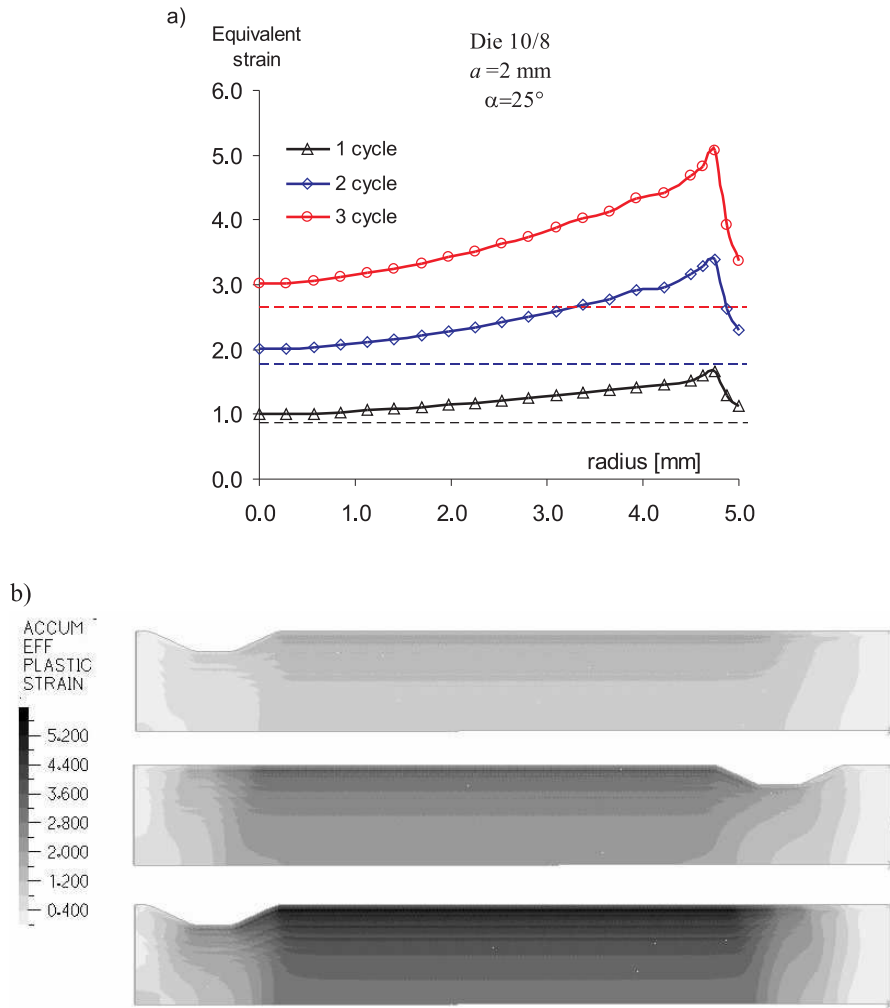 a)
Equivalent
strain
Die 10/8
a=2 mm
α=25°
6.0
5.0
4.0
3.0
2.0
1.0
0.0
1 cycle
2 cycle
3 cycle
radius [mm]
0.0 1.0 2.0 3.0 4.0 5.0
b)
ACCUM
EFF
PLASTIC
STRAIN
5.200
4.400
3.600
2.800
2.000
1.200
0.400